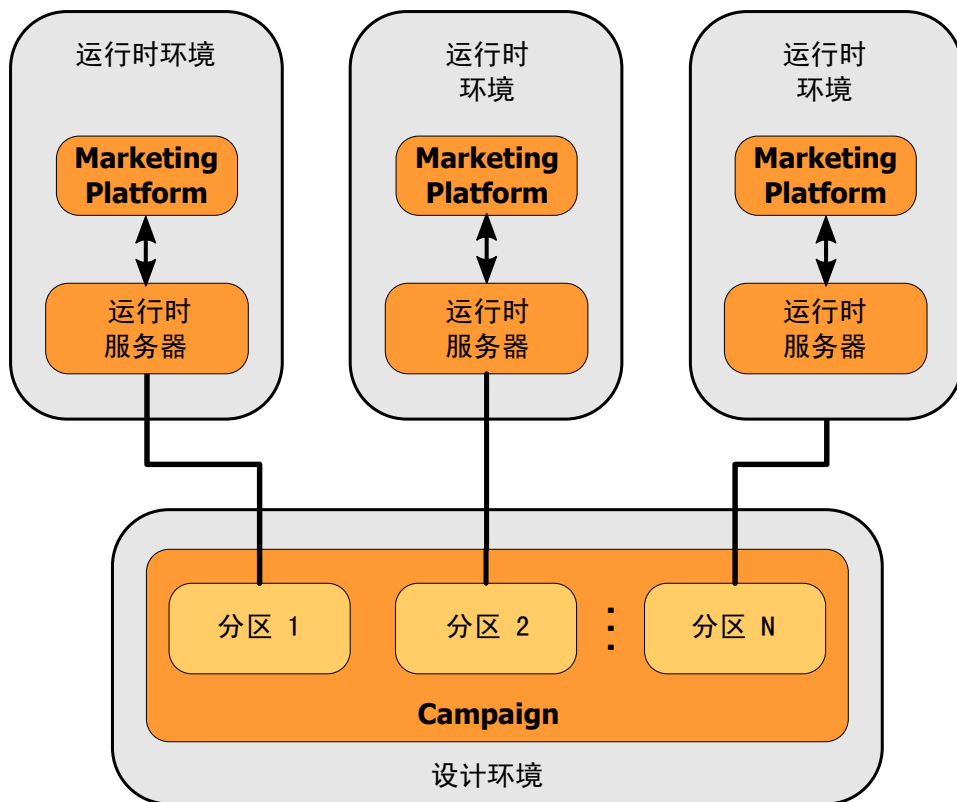 运行时环境
Marketing
Platform
运行时
服务器
运行时
环境
Marketing
Platform
运行时
服务器
运行时
环境
Marketing
Platform
运行时
服务器
分区 1
分区 2
分区 N
Campaign
设计环境